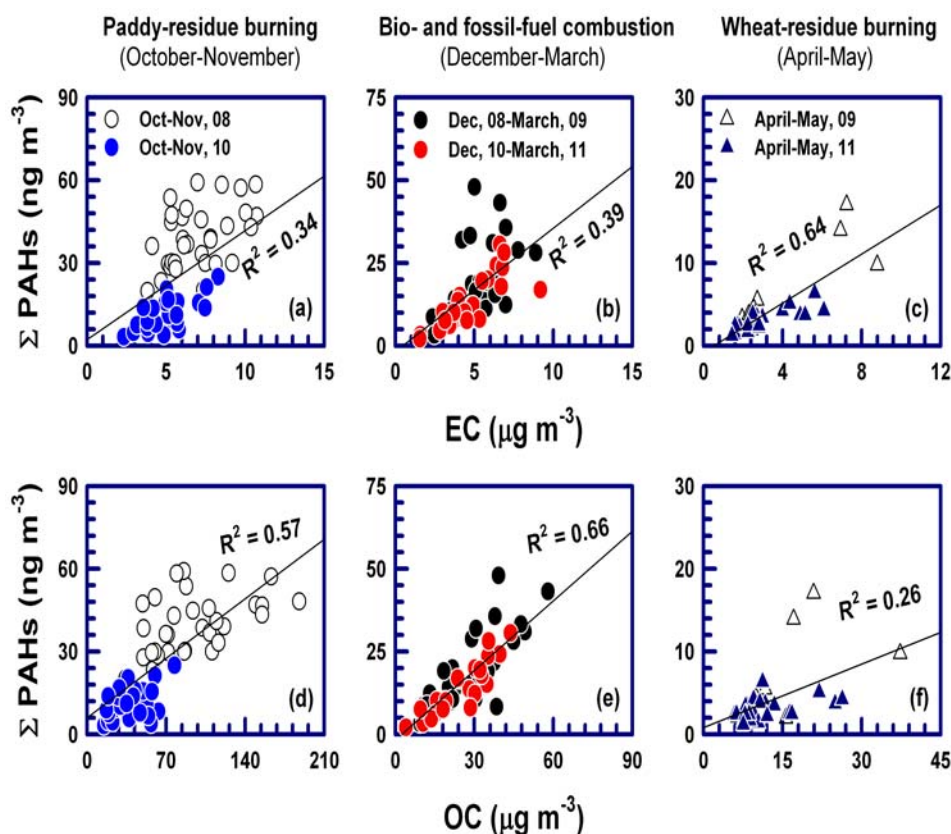 Paddy-residue burning
(October-November)
Bio- and fossil-fuel combustion
(December-March)
Wheat-residue burning
(April-May)
Σ PAHs (ng m⁻³)
90
60
30
0
Oct-Nov, 08
Oct-Nov, 10
R² = 0.34
(a)
0 5 10 15
75
50
25
0
Dec, 08-March, 09
Dec, 10-March, 11
R² = 0.39
(b)
0 5 10 15
30
20
10
0
April-May, 09
April-May, 11
R² = 0.64
(c)
0 4 8 12
EC (μg m⁻³)
Σ PAHs (ng m⁻³)
90
60
30
0
R² = 0.57
(d)
0 70 140 210
75
50
25
0
R² = 0.66
(e)
0 30 60 90
30
20
10
0
R² = 0.26
(f)
0 15 30 45
OC (μg m⁻³)